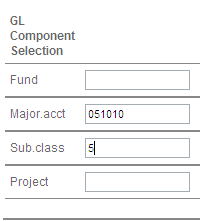 GL
Component
Selection
Fund
Major.acct 051010
Sub.class 5
Project